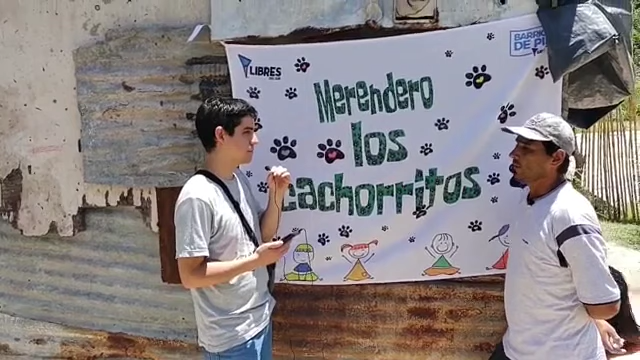 LIBRES
BARRIOS
DE PIE
Merendero
los
cachorritos